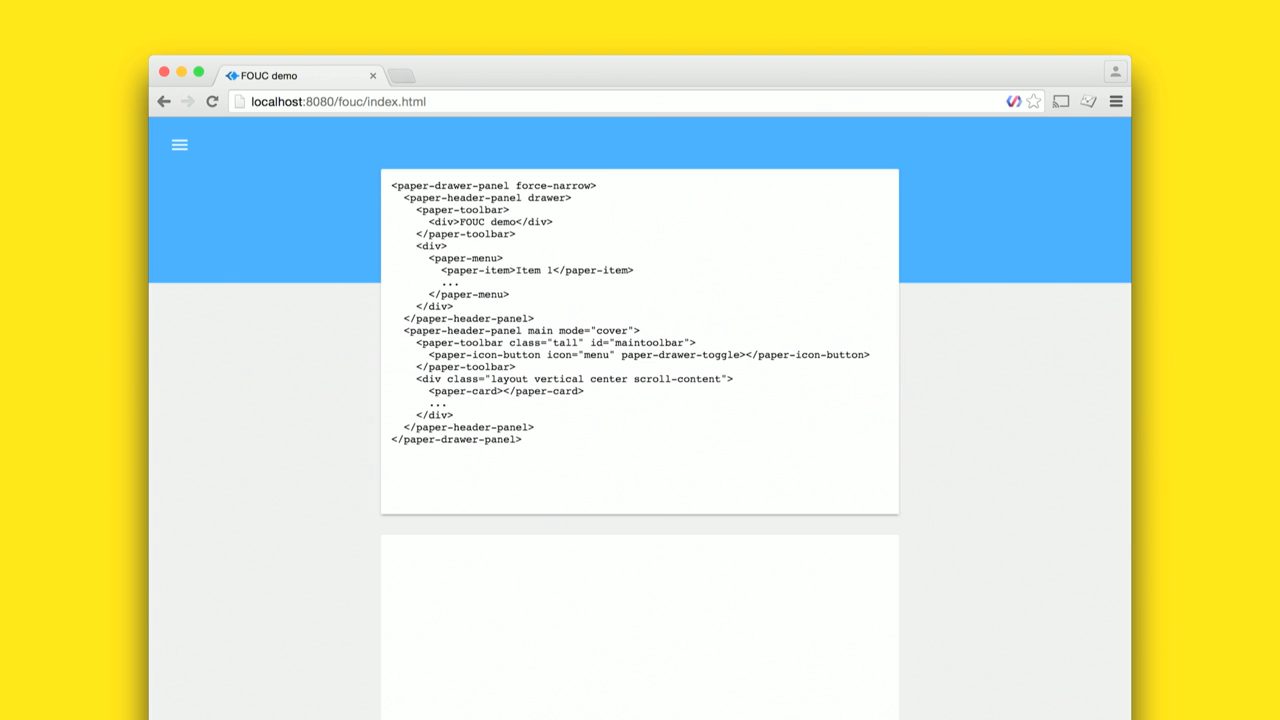 FOUC demo
localhost:8080/fouc/index.html
<paper-drawer-panel force-narrow>
<paper-header-panel drawer>
<paper-toolbar>
<div>FOUC demo</div>
</paper-toolbar>
<div>
<paper-menu>
<paper-item>Item 1</paper-item>
...
</paper-menu>
</div>
</paper-header-panel>
<paper-header-panel main mode="cover">
<paper-toolbar class="tall" id="maintoolbar">
<paper-icon-button icon="menu" paper-drawer-toggle></paper-icon-button>
</paper-toolbar>
<div class="layout vertical center scroll-content">
<paper-card></paper-card>
...
</div>
</paper-header-panel>
</paper-drawer-panel>